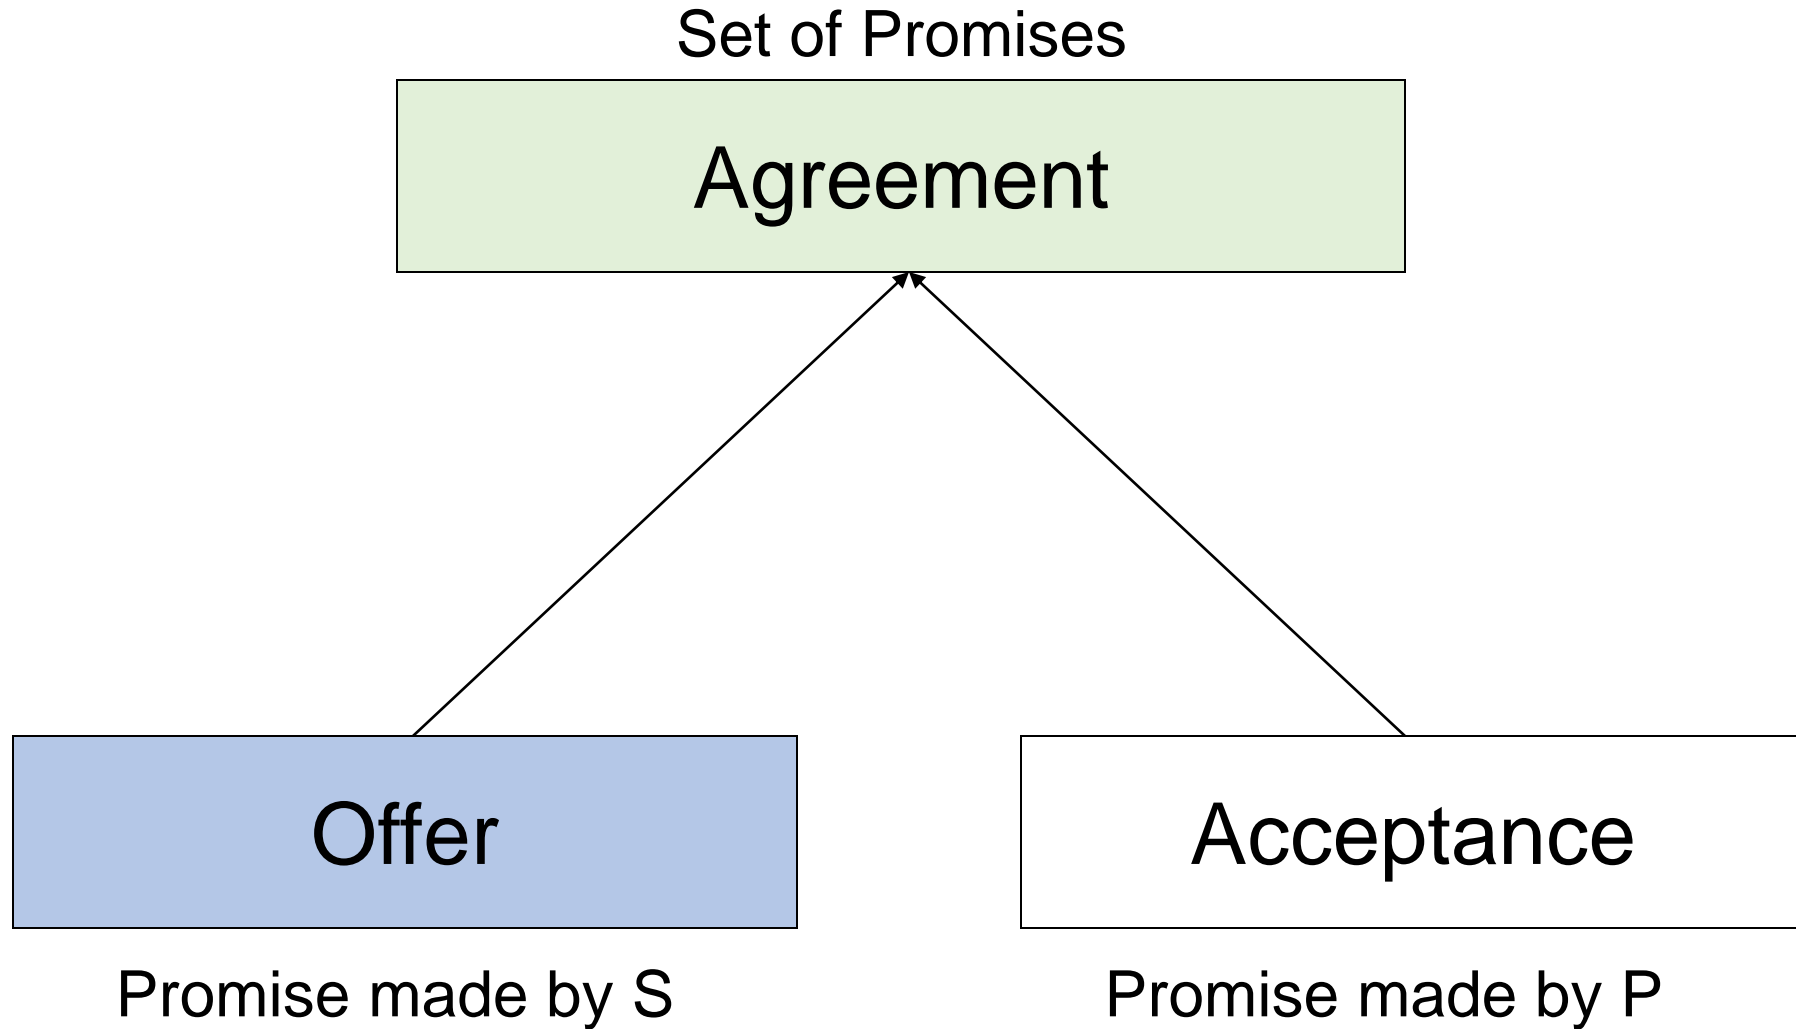 Set of Promises
Agreement
Offer
Acceptance
Promise made by S
Promise made by P